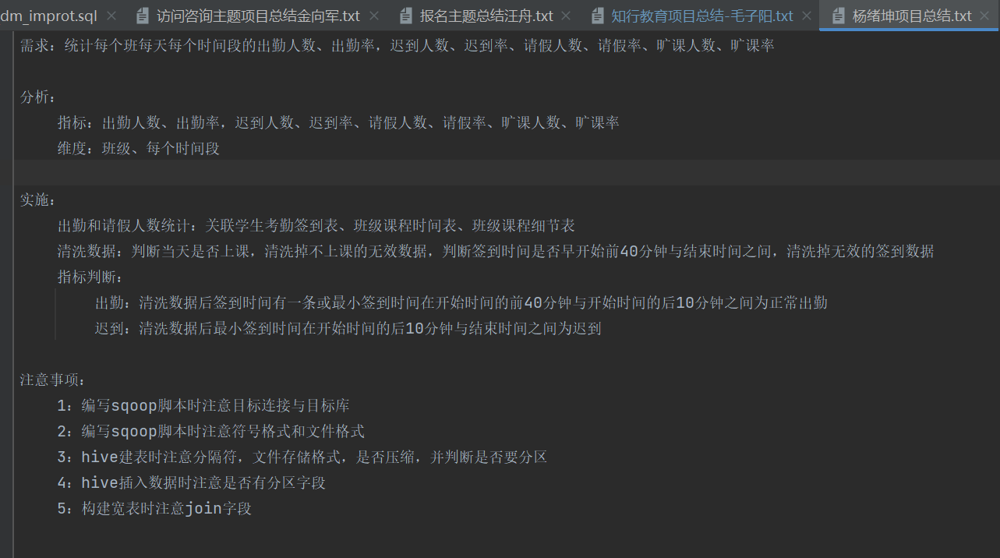 dm_improt.sql
访问咨询主题项目总结金向军.txt
报名主题总结汪舟.txt
知行教育项目总结-毛子阳.txt
杨绪坤项目总结.txt
需求：统计每个班每天每个时间段的出勤人数、出勤率，迟到人数、迟到率、请假人数、请假率、旷课人数、旷课率
分析：
指标：出勤人数、出勤率，迟到人数、迟到率、请假人数、请假率、旷课人数、旷课率
维度：班级、每个时间段
实施：
出勤和请假人数统计：关联学生考勤签到表、班级课程时间表、班级课程细节表
清洗数据：判断当天是否上课，清洗掉不上课的无效数据，判断签到时间是否早开始前40分钟与结束时间之间，清洗掉无效的签到数据
指标判断：
出勤：清洗数据后签到时间有一条或最小签到时间在开始时间的前40分钟与开始时间的后10分钟之间为正常出勤
迟到：清洗数据后最小签到时间在开始时间的后10分钟与结束时间之间为迟到
注意事项：
1：编写sqoop脚本时注意目标连接与目标库
2：编写sqoop脚本时注意符号格式和文件格式
3：hive建表时注意分隔符，文件存储格式，是否压缩，并判断是否要分区
4：hive插入数据时注意是否有分区字段
5：构建宽表时注意join字段